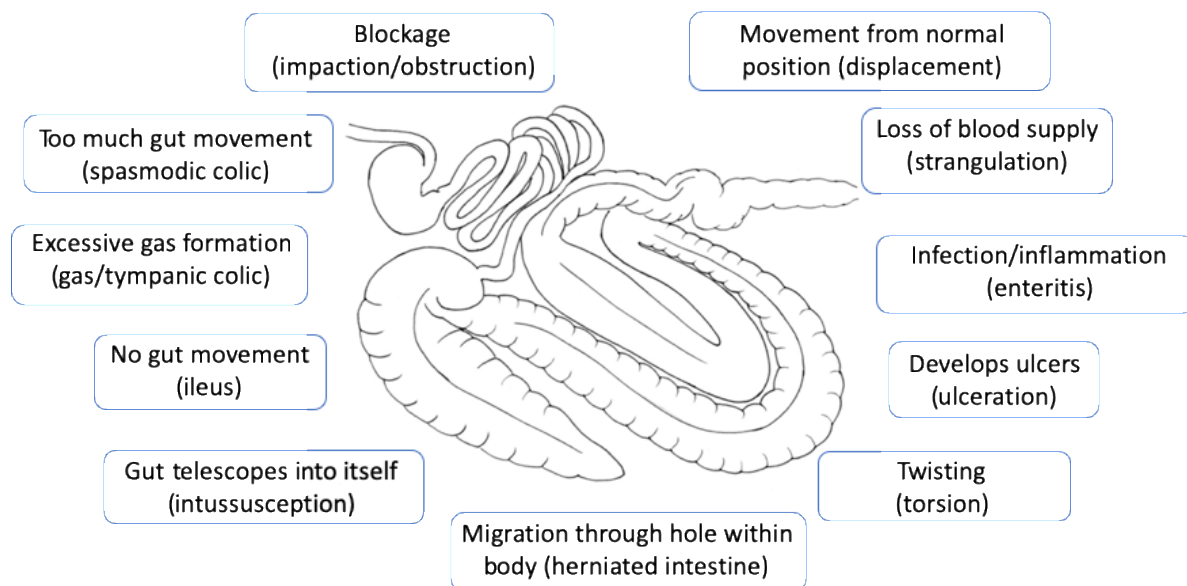 Blockage
(impaction/obstruction)
Movement from normal
position (displacement)
Too much gut movement
(spasmodic colic)
Loss of blood supply
(strangulation)
Excessive gas formation
(gas/tympanic colic)
Infection/inflammation
(enteritis)
No gut movement
(ileus)
Develops ulcers
(ulceration)
Gut telescopes into itself
(intussusception)
Twisting
(torsion)
Migration through hole within
body (herniated intestine)